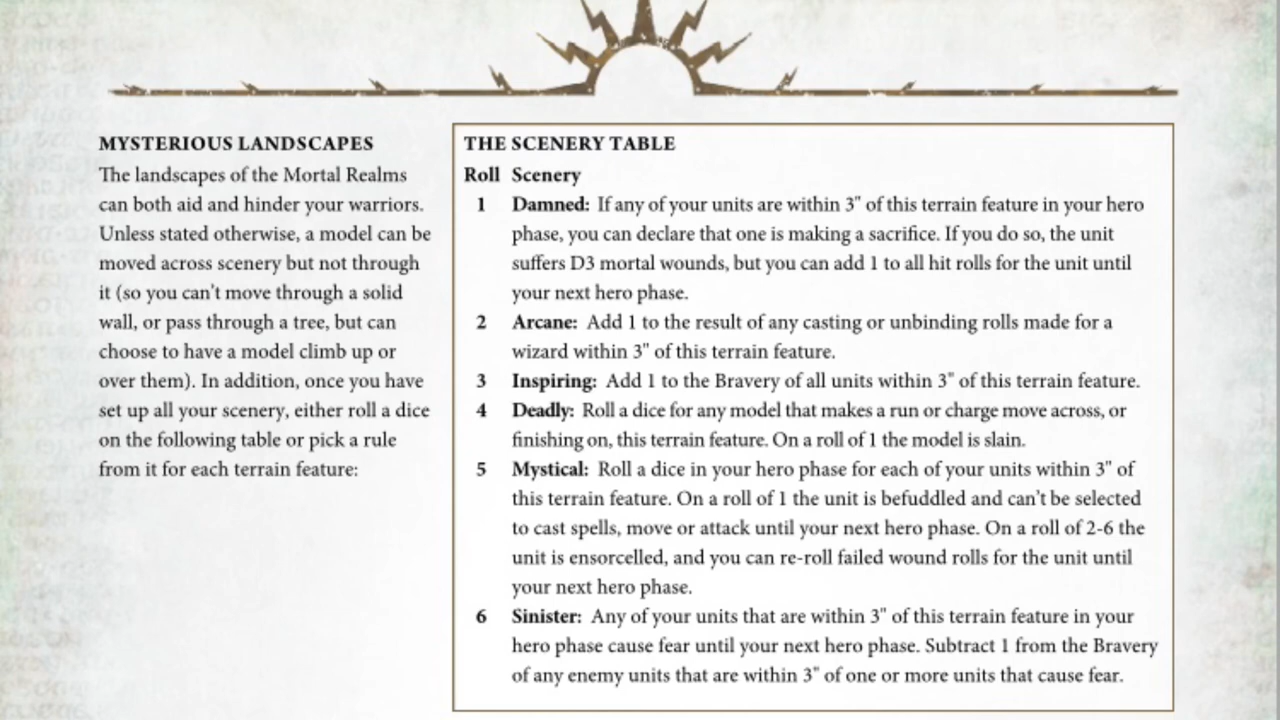 MYSTERIOUS LANDSCAPES
The landscapes of the Mortal Realms
can both aid and hinder your warriors.
Unless stated otherwise, a model can be
moved across scenery but not through
it (so you can't move through a solid
wall, or pass through a tree, but can
choose to have a model climb up or
over them). In addition, once you have
set up all your scenery, either roll a dice
on the following table or pick a rule
from it for each terrain feature:
THE SCENERY TABLE
Roll Scenery
1 Damned: If any of your units are within 3" of this terrain feature in your hero
phase, you can declare that one is making a sacrifice. If you do so, the unit
suffers D3 mortal wounds, but you can add 1 to all hit rolls for the unit until
your next hero phase.
2 Arcane: Add 1 to the result of any casting or unbinding rolls made for a
wizard within 3" of this terrain feature.
3 Inspiring: Add 1 to the Bravery of all units within 3" of this terrain feature.
4 Deadly: Roll a dice for any model that makes a run or charge move across, or
finishing on, this terrain feature. On a roll of 1 the model is slain.
5 Mystical: Roll a dice in your hero phase for each of your units within 3" of
this terrain feature. On a roll of 1 the unit is befuddled and can't be selected
to cast spells, move or attack until your next hero phase. On a roll of 2-6 the
unit is ensorcelled, and you can re-roll failed wound rolls for the unit until
your next hero phase.
6 Sinister: Any of your units that are within 3" of this terrain feature in your
hero phase cause fear until your next hero phase. Subtract 1 from the Bravery
of any enemy units that are within 3" of one or more units that cause fear.